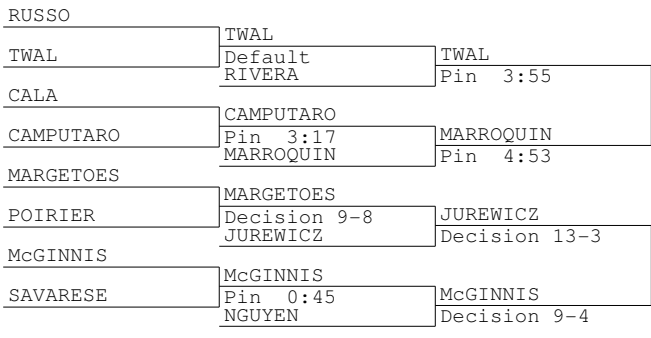 RUSSO
TWAL
TWAL
Default
RIVERA
TWAL
Pin 3:55
CALA
CAMPUTARO
CAMPUTARO
Pin 3:17
MARROQUIN
MARROQUIN
Pin 4:53
MARGETOES
MARGETOES
POIRIER
Decision 9-8
JUREWICZ
JUREWICZ
Decision 13-3
McGINNIS
McGINNIS
SAVARESE
Pin 0:45
NGUYEN
McGINNIS
Decision 9-4